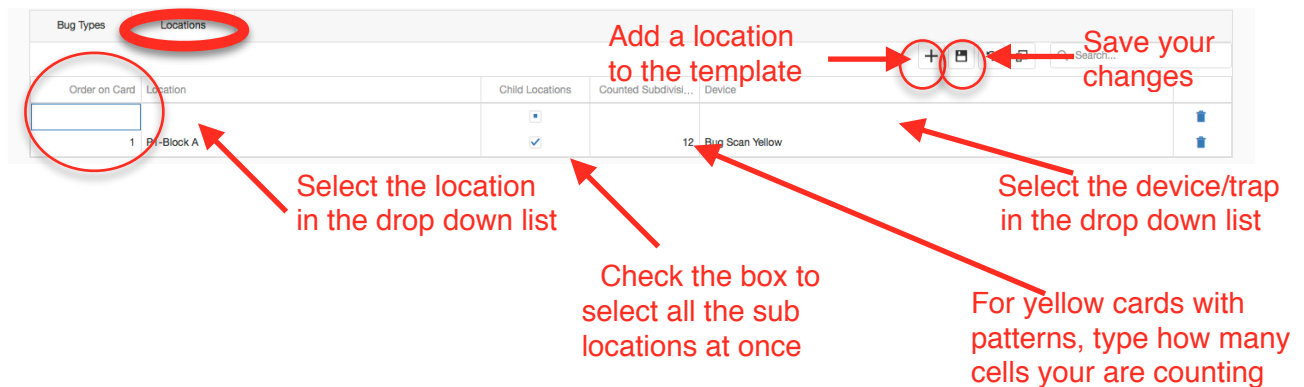 Bug Types Locations
Add a location
to the template
Save your
changes
Search...
Order on Card Location Child Locations Counted Subdivisi... Device
1 P1-Block A 12 Bug Scan Yellow
Select the location
in the drop down list
Select the device/trap
in the drop down list
Check the box to
select all the sub
locations at once
For yellow cards with
patterns, type how many
cells your are counting